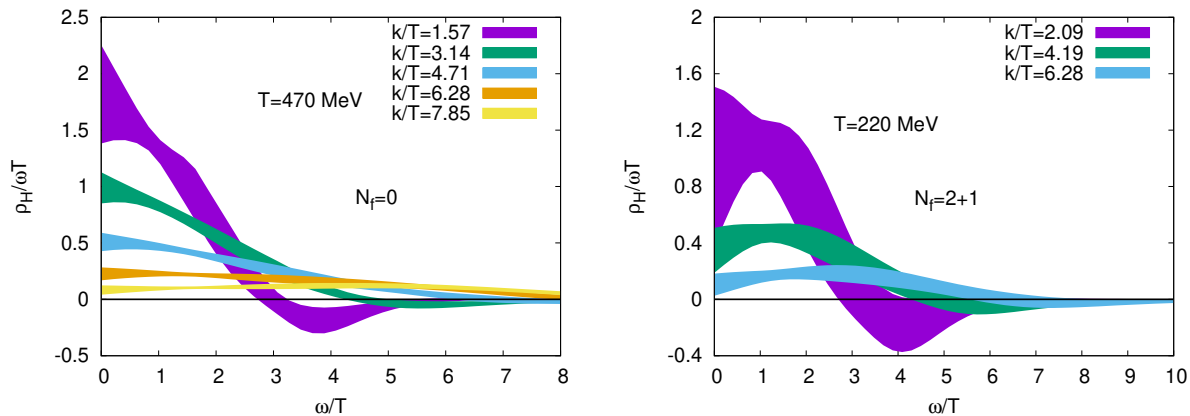 2.5
2
1.5
1
0.5
0
-0.5
0 1 2 3 4 5 6 7 8
ρH/ωT
ω/T
k/T=1.57
k/T=3.14
k/T=4.71
k/T=6.28
k/T=7.85
T=470 MeV
Nf=0
2
1.6
1.2
0.8
0.4
0
-0.4
0 1 2 3 4 5 6 7 8 9 10
ρH/ωT
ω/T
k/T=2.09
k/T=4.19
k/T=6.28
T=220 MeV
Nf=2+1